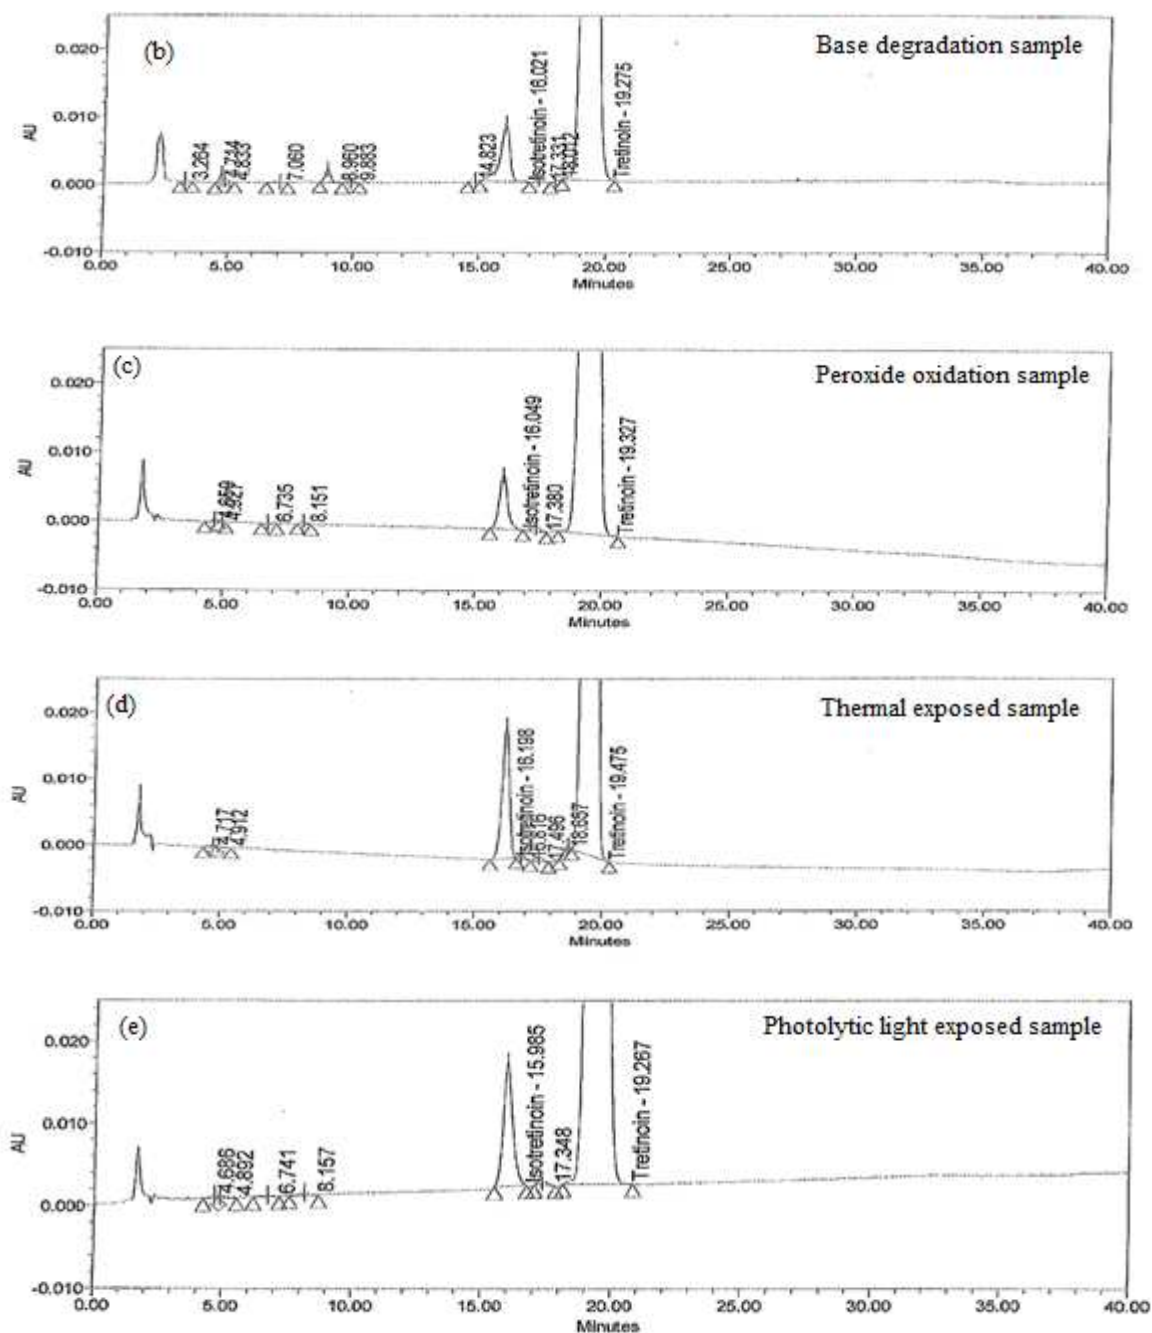 (b)
Base degradation sample
0.020
0.010
0.000
-0.010
AU
3.264
4.833
7.060
8.960
9.883
14.823
Isotretinoin - 16.021
17.331
18.012
Tretinoin - 19.275
0.00 5.00 10.00 15.00 20.00 25.00 30.00 35.00 40.00
Minutes
(c)
Peroxide oxidation sample
0.020
0.010
0.000
-0.010
AU
4.659
4.927
6.735
8.151
Isotretinoin - 16.049
17.380
Tretinoin - 19.327
0.00 5.00 10.00 15.00 20.00 25.00 30.00 35.00 40.00
Minutes
(d)
Thermal exposed sample
0.020
0.010
0.000
-0.010
AU
4.717
4.912
Isotretinoin - 16.198
17.496
18.657
Tretinoin - 19.475
0.00 5.00 10.00 15.00 20.00 25.00 30.00 35.00 40.00
Minutes
(e)
Photolytic light exposed sample
0.020
0.010
0.000
-0.010
AU
4.686
4.892
6.741
8.157
Isotretinoin - 15.985
17.348
Tretinoin - 19.267
0.00 5.00 10.00 15.00 20.00 25.00 30.00 35.00 40.00
Minutes